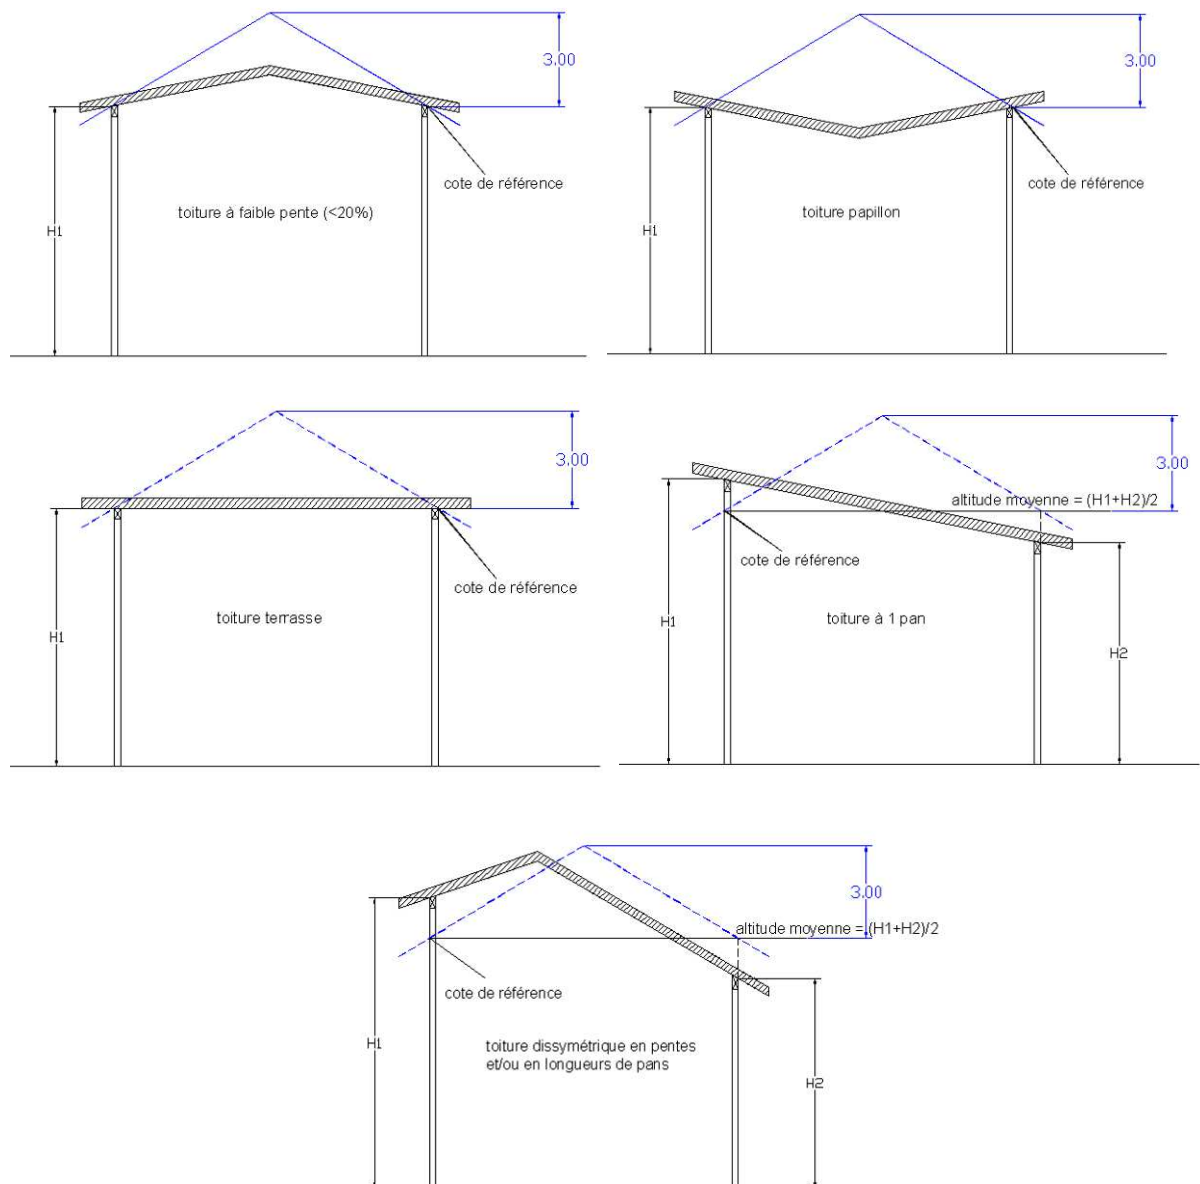 3.00
cote de référence
toiture à faible pente (<20%)
H1
3.00
cote de référence
toiture papillon
H1
3.00
cote de référence
toiture terrasse
H1
3.00
altitude moyenne = (H1+H2)/2
cote de référence
toiture à 1 pan
H1
H2
3.00
altitude moyenne = (H1+H2)/2
cote de référence
toiture dissymétrique en pentes
et/ou en longueurs de pans
H1
H2